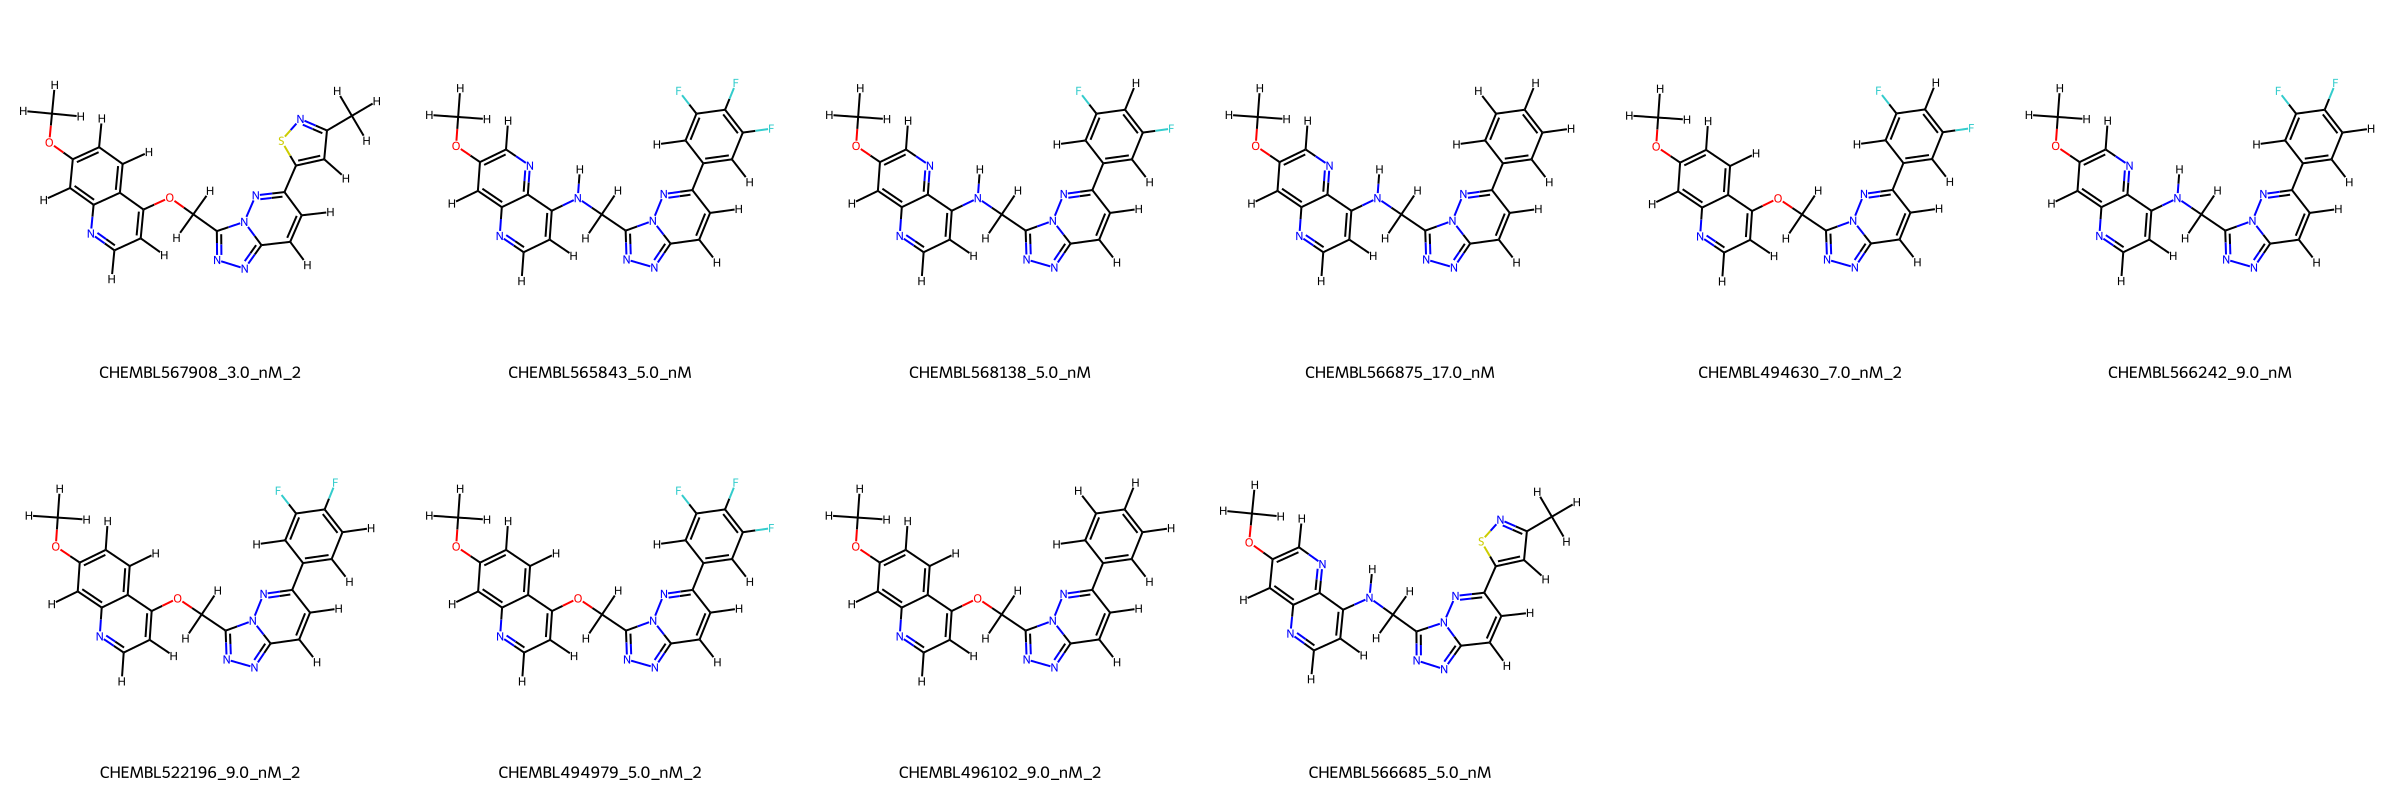 CHEMBL567908_3.0_nM_2
CHEMBL565843_5.0_nM
CHEMBL568138_5.0_nM
CHEMBL566875_17.0_nM
CHEMBL494630_7.0_nM_2
CHEMBL566242_9.0_nM
CHEMBL522196_9.0_nM_2
CHEMBL494979_5.0_nM_2
CHEMBL496102_9.0_nM_2
CHEMBL566685_5.0_nM